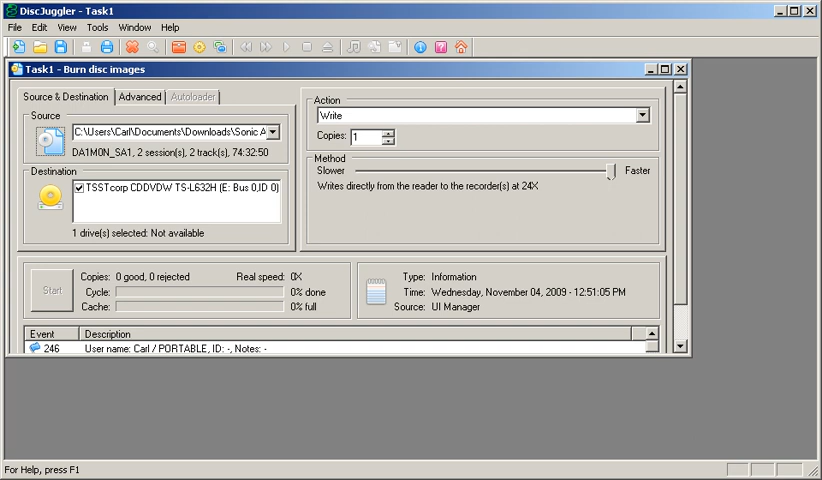 DiscJuggler - Task1
File Edit View Tools Window Help
Task1 - Burn disc images
Source & Destination Advanced Autoloader
Source
C:\Users\Carl\Documents\Downloads\Sonic A
DA1M0N_SA1, 2 session(s), 2 track(s), 74:32:50
Destination
TSSTcorp CDDVDW TS-L632H (E: Bus 0,ID 0)
1 drive(s) selected: Not available
Action
Write
Copies: 1
Method
Slower Faster
Writes directly from the reader to the recorder(s) at 24X
Start
Copies: 0 good, 0 rejected Real speed: 0X
Cycle: 0% done
Cache: 0% full
Type: Information
Time: Wednesday, November 04, 2009 - 12:51:05 PM
Source: UI Manager
Event Description
246 User name: Carl / PORTABLE, ID: -, Notes: -
For Help, press F1